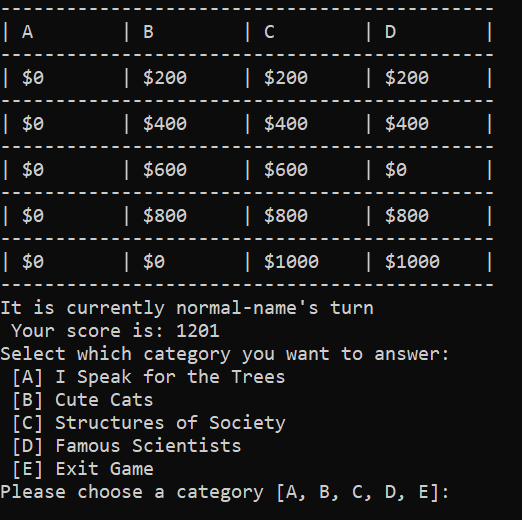 ---------------------------------------------
| A        | B        | C        | D        |
---------------------------------------------
| $0       | $200     | $200     | $200     |
---------------------------------------------
| $0       | $400     | $400     | $400     |
---------------------------------------------
| $0       | $600     | $600     | $0       |
---------------------------------------------
| $0       | $800     | $800     | $800     |
---------------------------------------------
| $0       | $0       | $1000    | $1000    |
---------------------------------------------
It is currently normal-name's turn
 Your score is: 1201
Select which category you want to answer:
 [A] I Speak for the Trees
 [B] Cute Cats
 [C] Structures of Society
 [D] Famous Scientists
 [E] Exit Game
Please choose a category [A, B, C, D, E]: